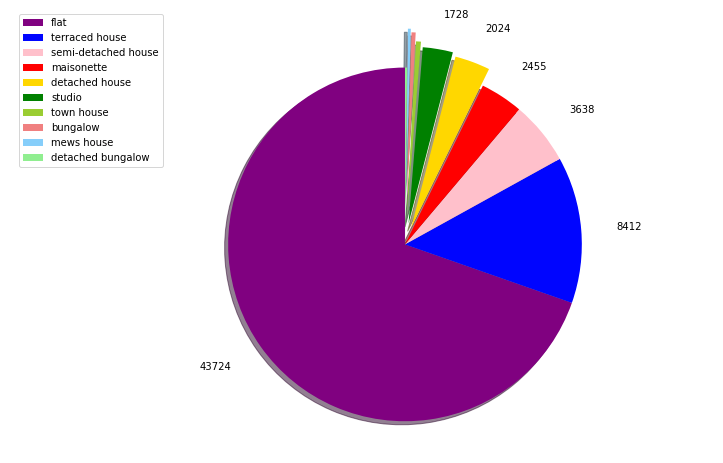 flat
terraced house
semi-detached house
maisonette
detached house
studio
town house
bungalow
mews house
detached bungalow
1728
2024
2455
3638
8412
43724